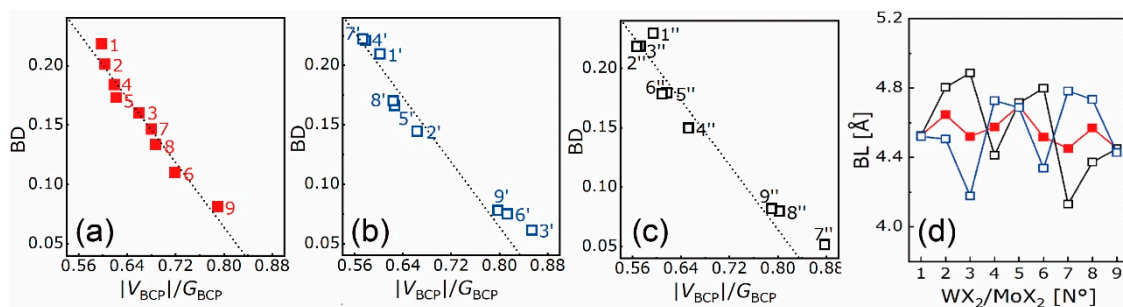 0.20
0.15
0.10
0.05
BD
1
2
4
5
3
7
8
6
9
(a)
0.56 0.64 0.72 0.80 0.88
|V_BCP|/G_BCP
0.20
0.15
0.10
0.05
BD
7' 4'
1'
8'
5'
2'
9'
6'
3'
(b)
0.56 0.64 0.72 0.80 0.88
|V_BCP|/G_BCP
0.20
0.15
0.10
0.05
BD
1''
2'' 3''
6'' 5''
4''
9''
8''
7''
(c)
0.56 0.64 0.72 0.80 0.88
|V_BCP|/G_BCP
5.2
4.8
4.4
4.0
BL [Å]
(d)
1 2 3 4 5 6 7 8 9
WX₂/MoX₂ [N°]